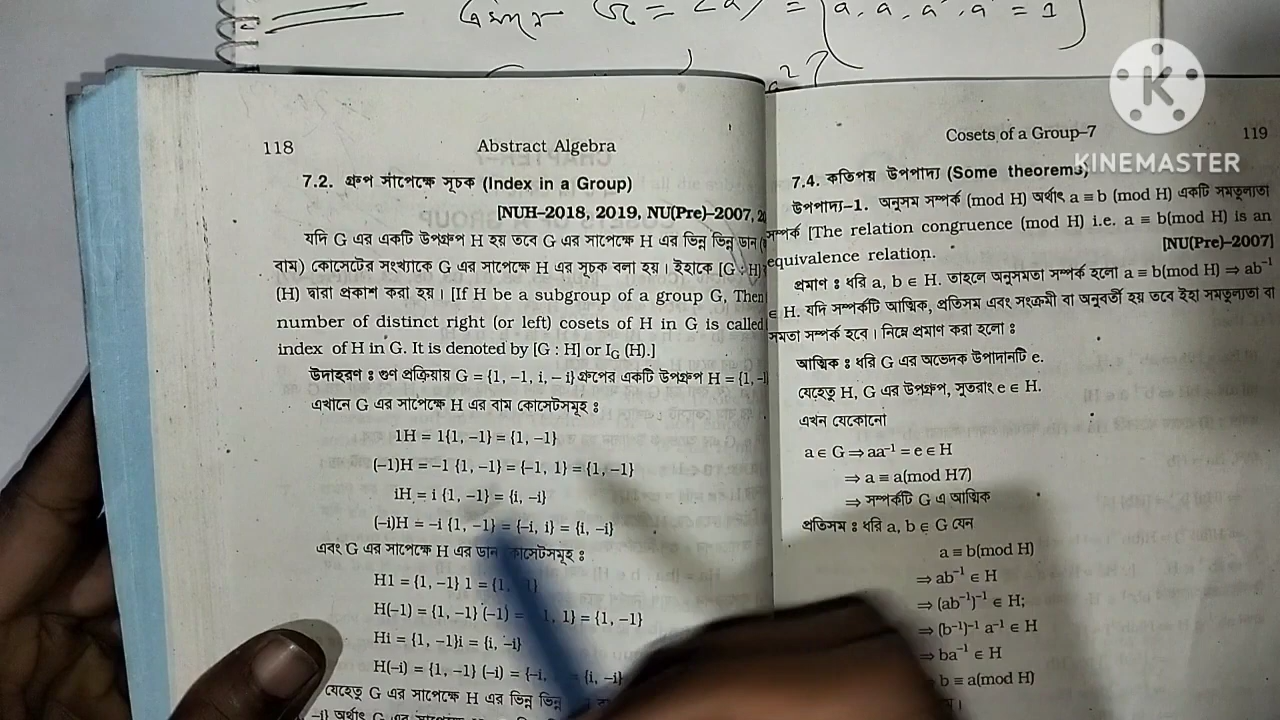 118
Abstract Algebra
7.2. গ্রুপ সাপেক্ষে সূচক (Index in a Group)
[NUH–2018, 2019, NU(Pre)–2007,
যদি G এর একটি উপগ্রুপ H হয় তবে G এর সাপেক্ষে H এর ভিন্ন ভিন্ন ডান
বাম) কোসেটের সংখ্যাকে G এর সাপেক্ষে H এর সূচক বলা হয়। ইহাকে [G : H]
(H) দ্বারা প্রকাশ করা হয়। [If H be a subgroup of a group G, Then
number of distinct right (or left) cosets of H in G is called
index of H in G. It is denoted by [G : H] or I_G (H).]
উদাহরণ : গুণ প্রক্রিয়ায় G = {1, –1, i, –i} গ্রুপের একটি উপগ্রুপ H = {1,
এখানে G এর সাপেক্ষে H এর বাম কোসেটসমূহ :
1H = 1{1, –1} = {1, –1}
(–1)H = –1 {1, –1} = {–1, 1} = {1, –1}
iH = i {1, –1} = {i, –i}
(–i)H = –i {1, –1} = {–i, i} = {i, –i}
এবং G এর সাপেক্ষে H এর ডান কোসেটসমূহ :
H1 = {1, –1} 1 = {1, –1}
H(–1) = {1, –1} (–1) = 1, 1} = {1, –1}
Hi = {1, –1}i = {i, –i}
H(–i) = {1, –1} (–i) = {–i, {i, –i}
যেহেতু G এর সাপেক্ষে H এর ভিন্ন ভিন্ন
Cosets of a Group–7
119
7.4. কতিপয় উপপাদ্য (Some theorems)
উপপাদ্য–1. অনুসম সম্পর্ক (mod H) অর্থাৎ a ≡ b (mod H) একটি সমতুল্যতা
সম্পর্ক [The relation congruence (mod H) i.e. a ≡ b(mod H) is an
equivalence relation.
[NU(Pre)–2007]
প্রমাণ : ধরি a, b ∈ H. তাহলে অনুসমতা সম্পর্ক হলো a ≡ b(mod H) ⇒ ab⁻¹
∈ H. যদি সম্পর্কটি আত্মিক, প্রতিসম এবং সংক্রমী বা অনুবর্তী হয় তবে ইহা সমতুল্যতা বা
সমতা সম্পর্ক হবে। নিম্নে প্রমাণ করা হলো :
আত্মিক : ধরি G এর অভেদক উপাদানটি e.
যেহেতু H, G এর উপগ্রুপ, সুতরাং e ∈ H.
এখন যেকোনো
a ∈ G ⇒ aa⁻¹ = e ∈ H
⇒ a ≡ a(mod H7)
⇒ সম্পর্কটি G এ আত্মিক
প্রতিসম : ধরি a, b ∈ G যেন
a ≡ b(mod H)
⇒ ab⁻¹ ∈ H
⇒ (ab⁻¹)⁻¹ ∈ H;
⇒ (b⁻¹)⁻¹ a⁻¹ ∈ H
⇒ ba⁻¹ ∈ H
b ≡ a(mod H)
KINEMASTER